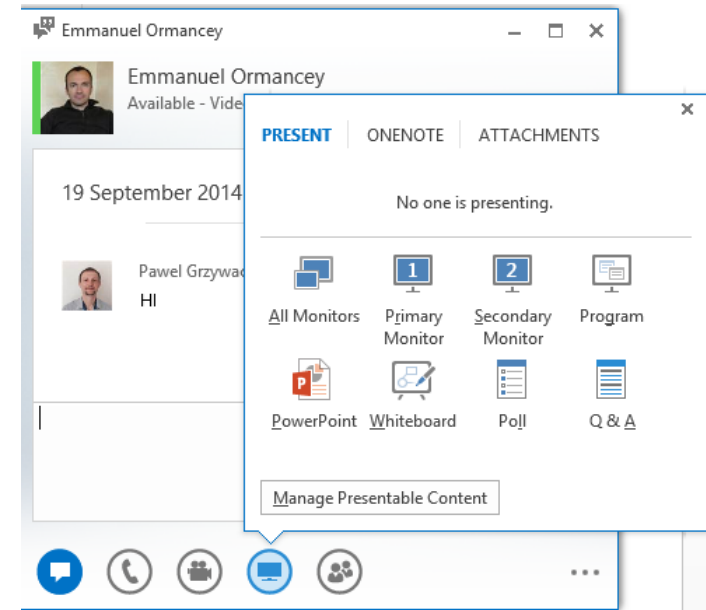 Emmanuel Ormancey
Emmanuel Ormancey
Available - Vide
PRESENT ONENOTE ATTACHMENTS
19 September 2014
No one is presenting.
Pawel Grzywac
HI
1 2
All Monitors Primary Monitor Secondary Monitor Program
PowerPoint Whiteboard Poll Q & A
Manage Presentable Content